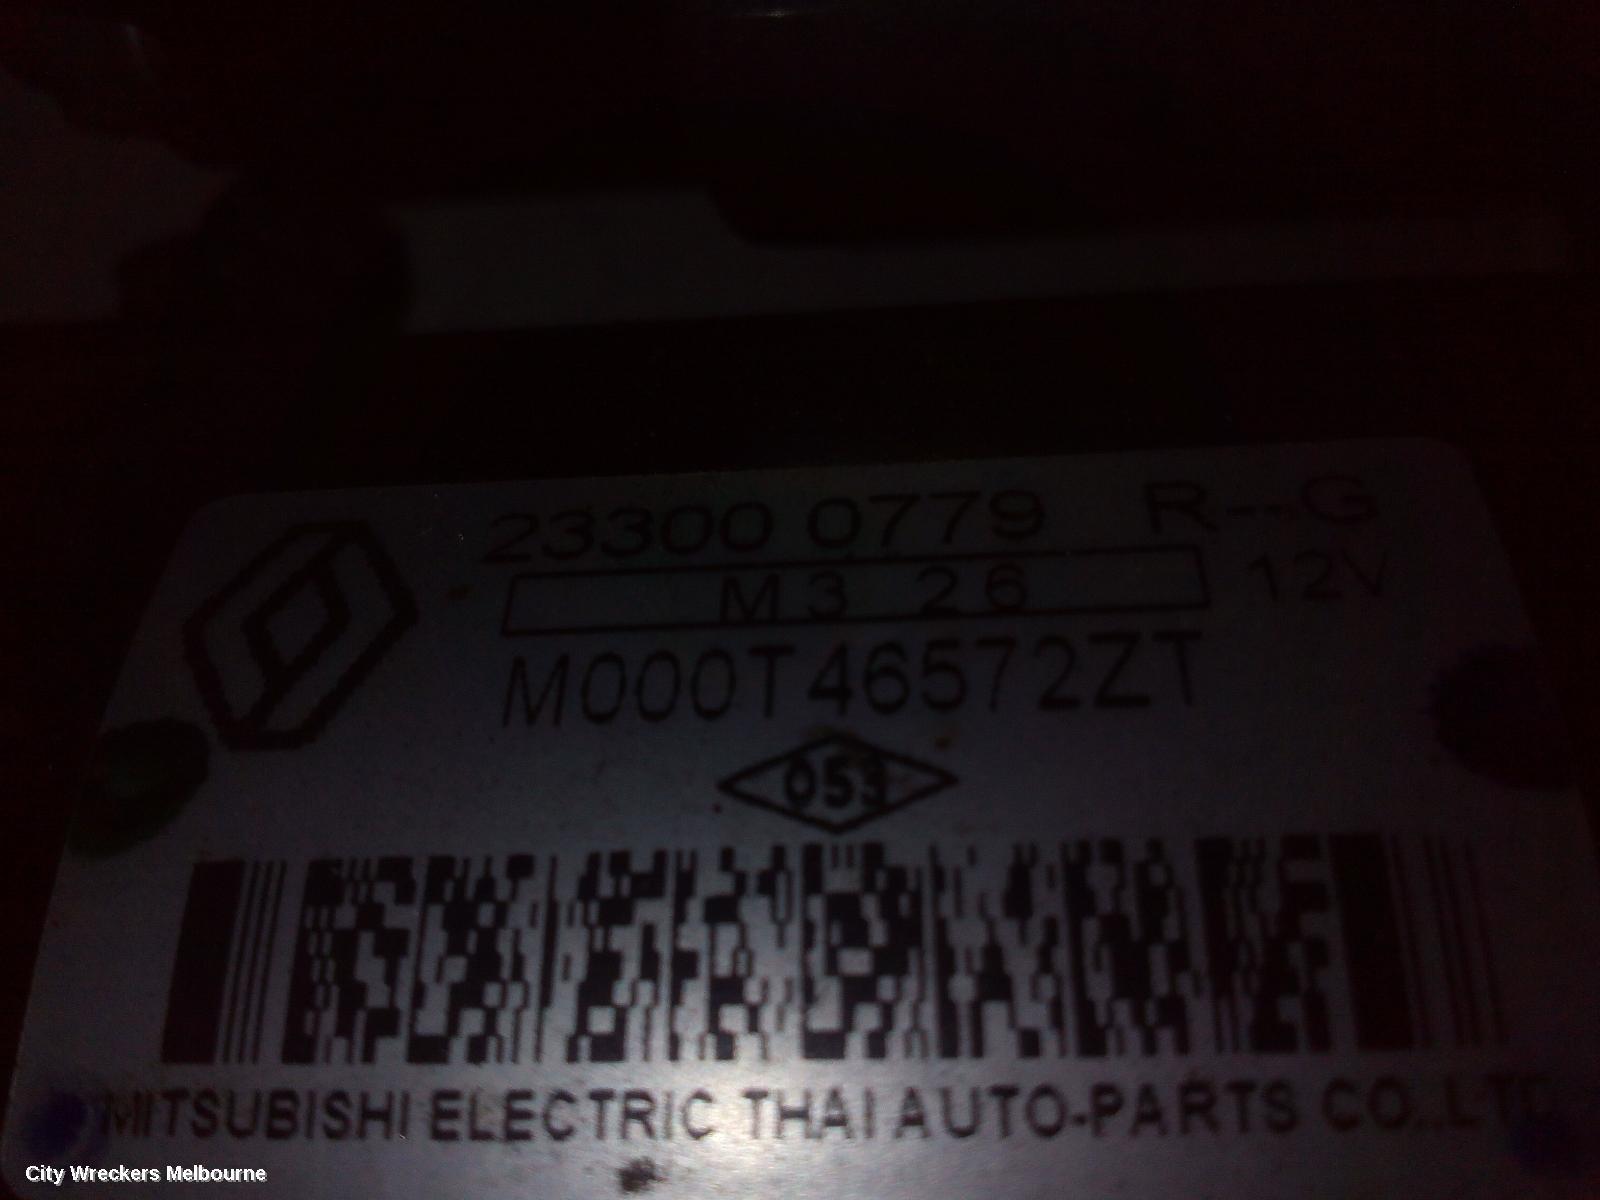 23300 0779 R--G
M3 26 12V
M000T46572ZT
053
MITSUBISHI ELECTRIC THAI AUTO-PARTS CO.,LTD
City Wreckers Melbourne